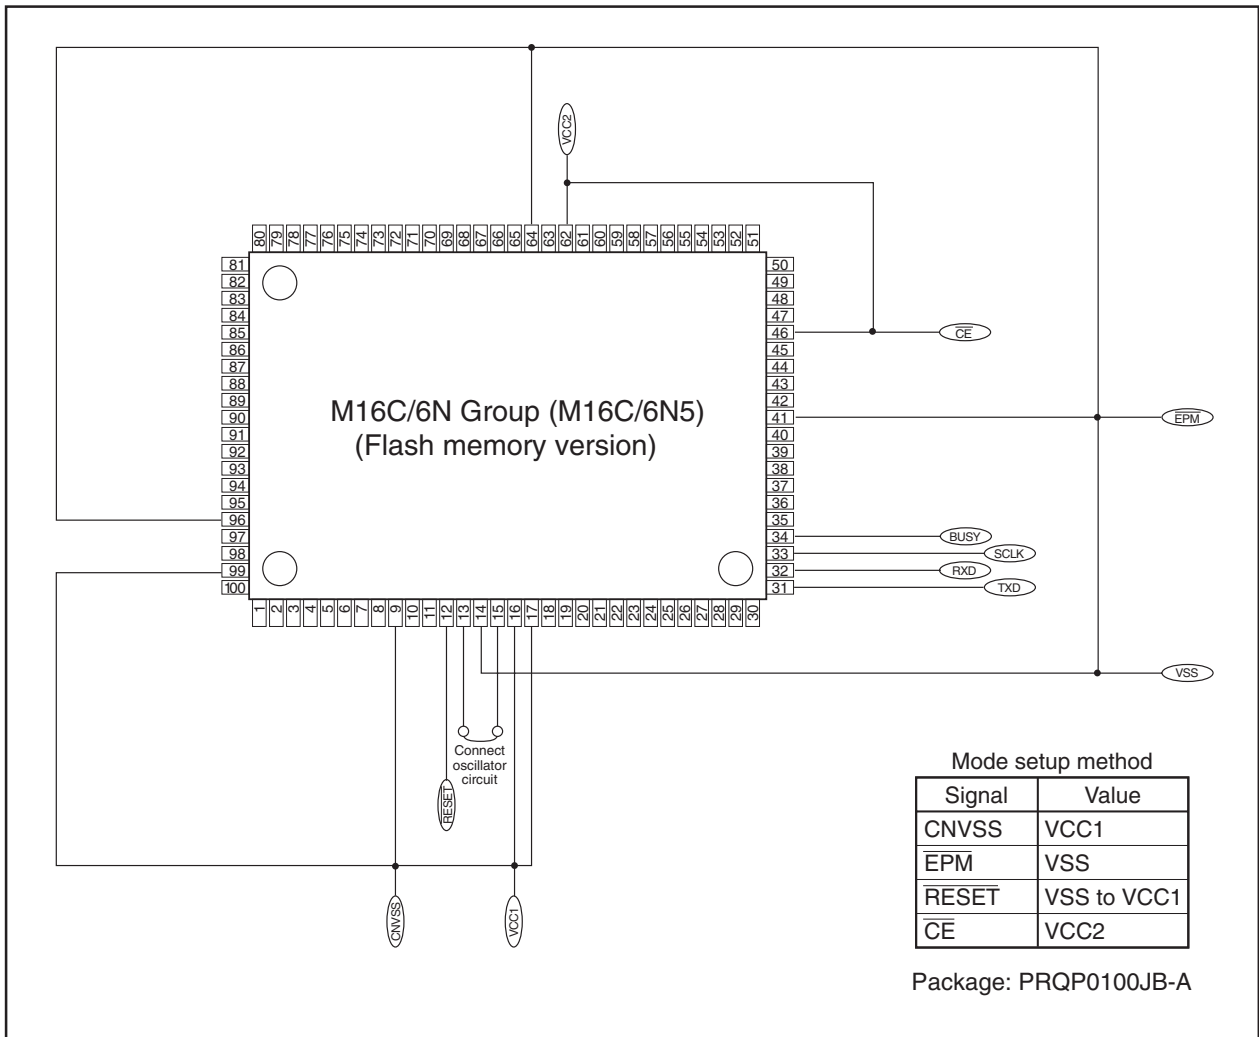 VCC2
80 79 78 77 76 75 74 73 72 71 70 69 68 67 66 65 64 63 62 61 60 59 58 57 56 55 54 53 52 51
81
82
83
84
85
86
87
88
89
90
91
92
93
94
95
96
97
98
99
100
M16C/6N Group (M16C/6N5)
(Flash memory version)
50
49
48
47
46
45
44
43
42
41
40
39
38
37
36
35
34
33
32
31
CE
EPM
BUSY
SCLK
RXD
TXD
1 2 3 4 5 6 7 8 9 10 11 12 13 14 15 16 17 18 19 20 21 22 23 24 25 26 27 28 29 30
VSS
Connect
oscillator
circuit
RESET
CNVSS
VCC1
Mode setup method
Signal Value
CNVSS VCC1
EPM VSS
RESET VSS to VCC1
CE VCC2
Package: PRQP0100JB-A